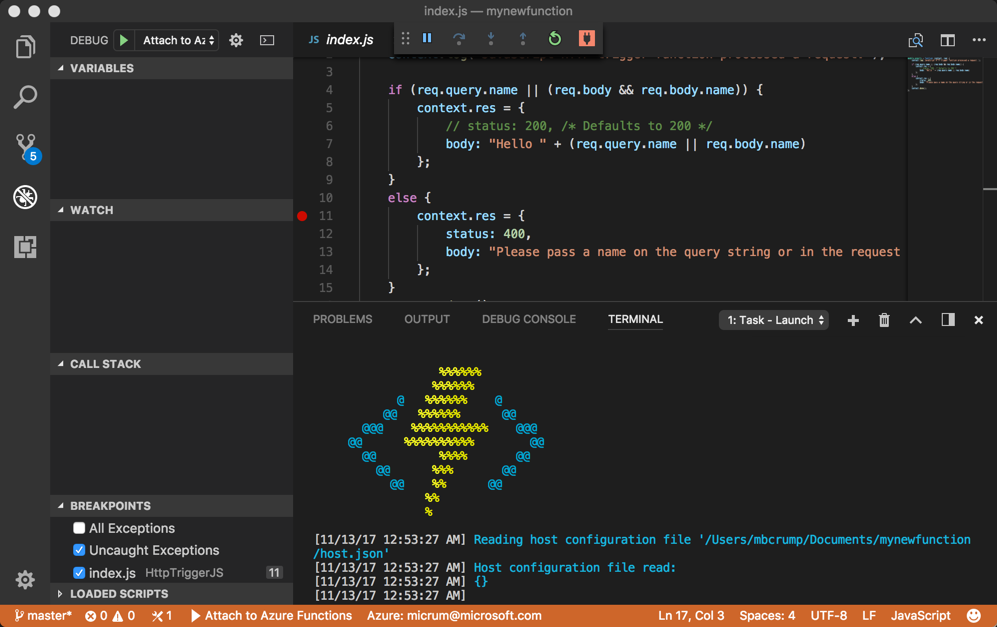 index.js — mynewfunction
DEBUG Attach to Az
JS index.js
VARIABLES
WATCH
CALL STACK
BREAKPOINTS
All Exceptions
Uncaught Exceptions
index.js HttpTriggerJS 11
LOADED SCRIPTS
5
2
3
4 if (req.query.name || (req.body && req.body.name)) {
5 context.res = {
6 // status: 200, /* Defaults to 200 */
7 body: "Hello " + (req.query.name || req.body.name)
8 };
9 }
10 else {
11 context.res = {
12 status: 400,
13 body: "Please pass a name on the query string or in the request
14 };
15 }
PROBLEMS OUTPUT DEBUG CONSOLE TERMINAL 1: Task - Launch
%%%%%%
%%%%%%
@ %%%%%% @
@@ %%%%%% @@
@@@ %%%%%%%%%%% @@@
@@ %%%%%%%%%% @@
@@ %%%% @@
@@ %%% @@
@@ %% @@
%%
%
[11/13/17 12:53:27 AM] Reading host configuration file '/Users/mbcrump/Documents/mynewfunction
/host.json'
[11/13/17 12:53:27 AM] Host configuration file read:
[11/13/17 12:53:27 AM] {}
[11/13/17 12:53:27 AM]
master* 0 0 1 Attach to Azure Functions Azure: micrum@microsoft.com Ln 17, Col 3 Spaces: 4 UTF-8 LF JavaScript